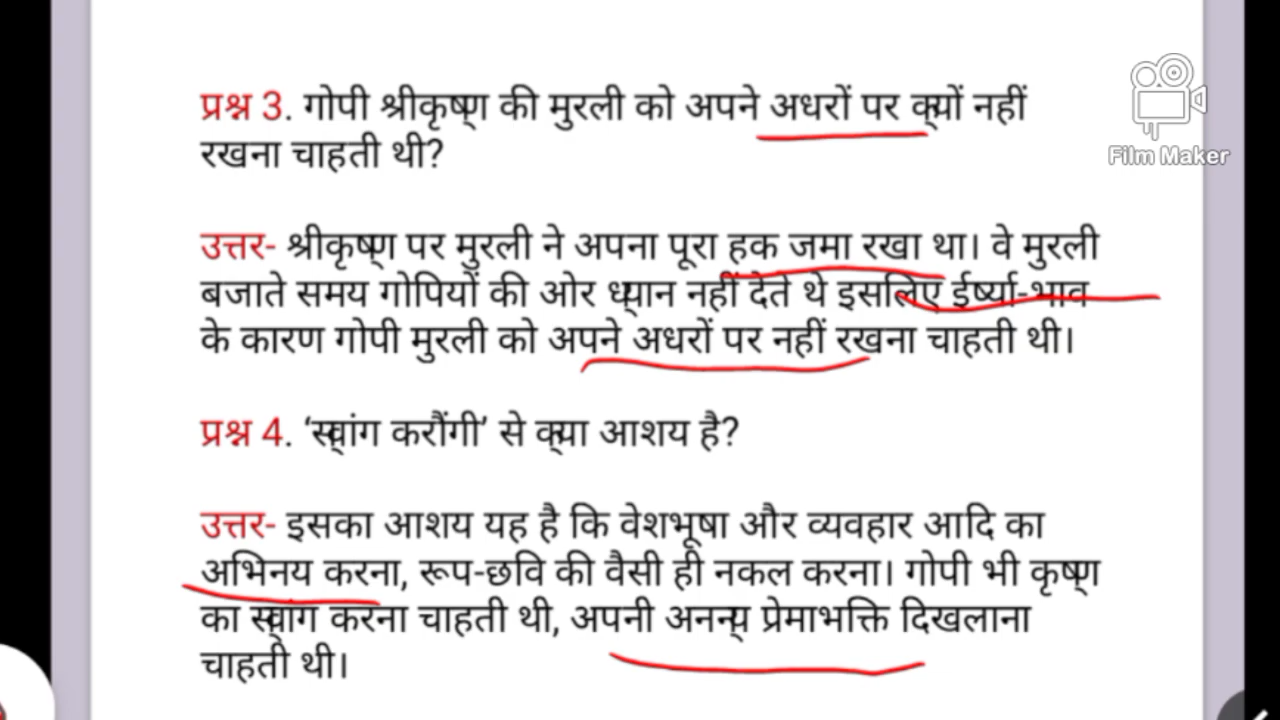 प्रश्न 3. गोपी श्रीकृष्ण की मुरली को अपने अधरों पर क्यों नहीं
रखना चाहती थी?
Film Maker
उत्तर- श्रीकृष्ण पर मुरली ने अपना पूरा हक जमा रखा था। वे मुरली
बजाते समय गोपियों की ओर ध्यान नहीं देते थे इसलिए ईर्ष्या-भाव
के कारण गोपी मुरली को अपने अधरों पर नहीं रखना चाहती थी।
प्रश्न 4. ‘स्वांग करौंगी’ से क्या आशय है?
उत्तर- इसका आशय यह है कि वेशभूषा और व्यवहार आदि का
अभिनय करना, रूप-छवि की वैसी ही नकल करना। गोपी भी कृष्ण
का स्वांग करना चाहती थी, अपनी अनन्य प्रेमाभक्ति दिखलाना
चाहती थी।